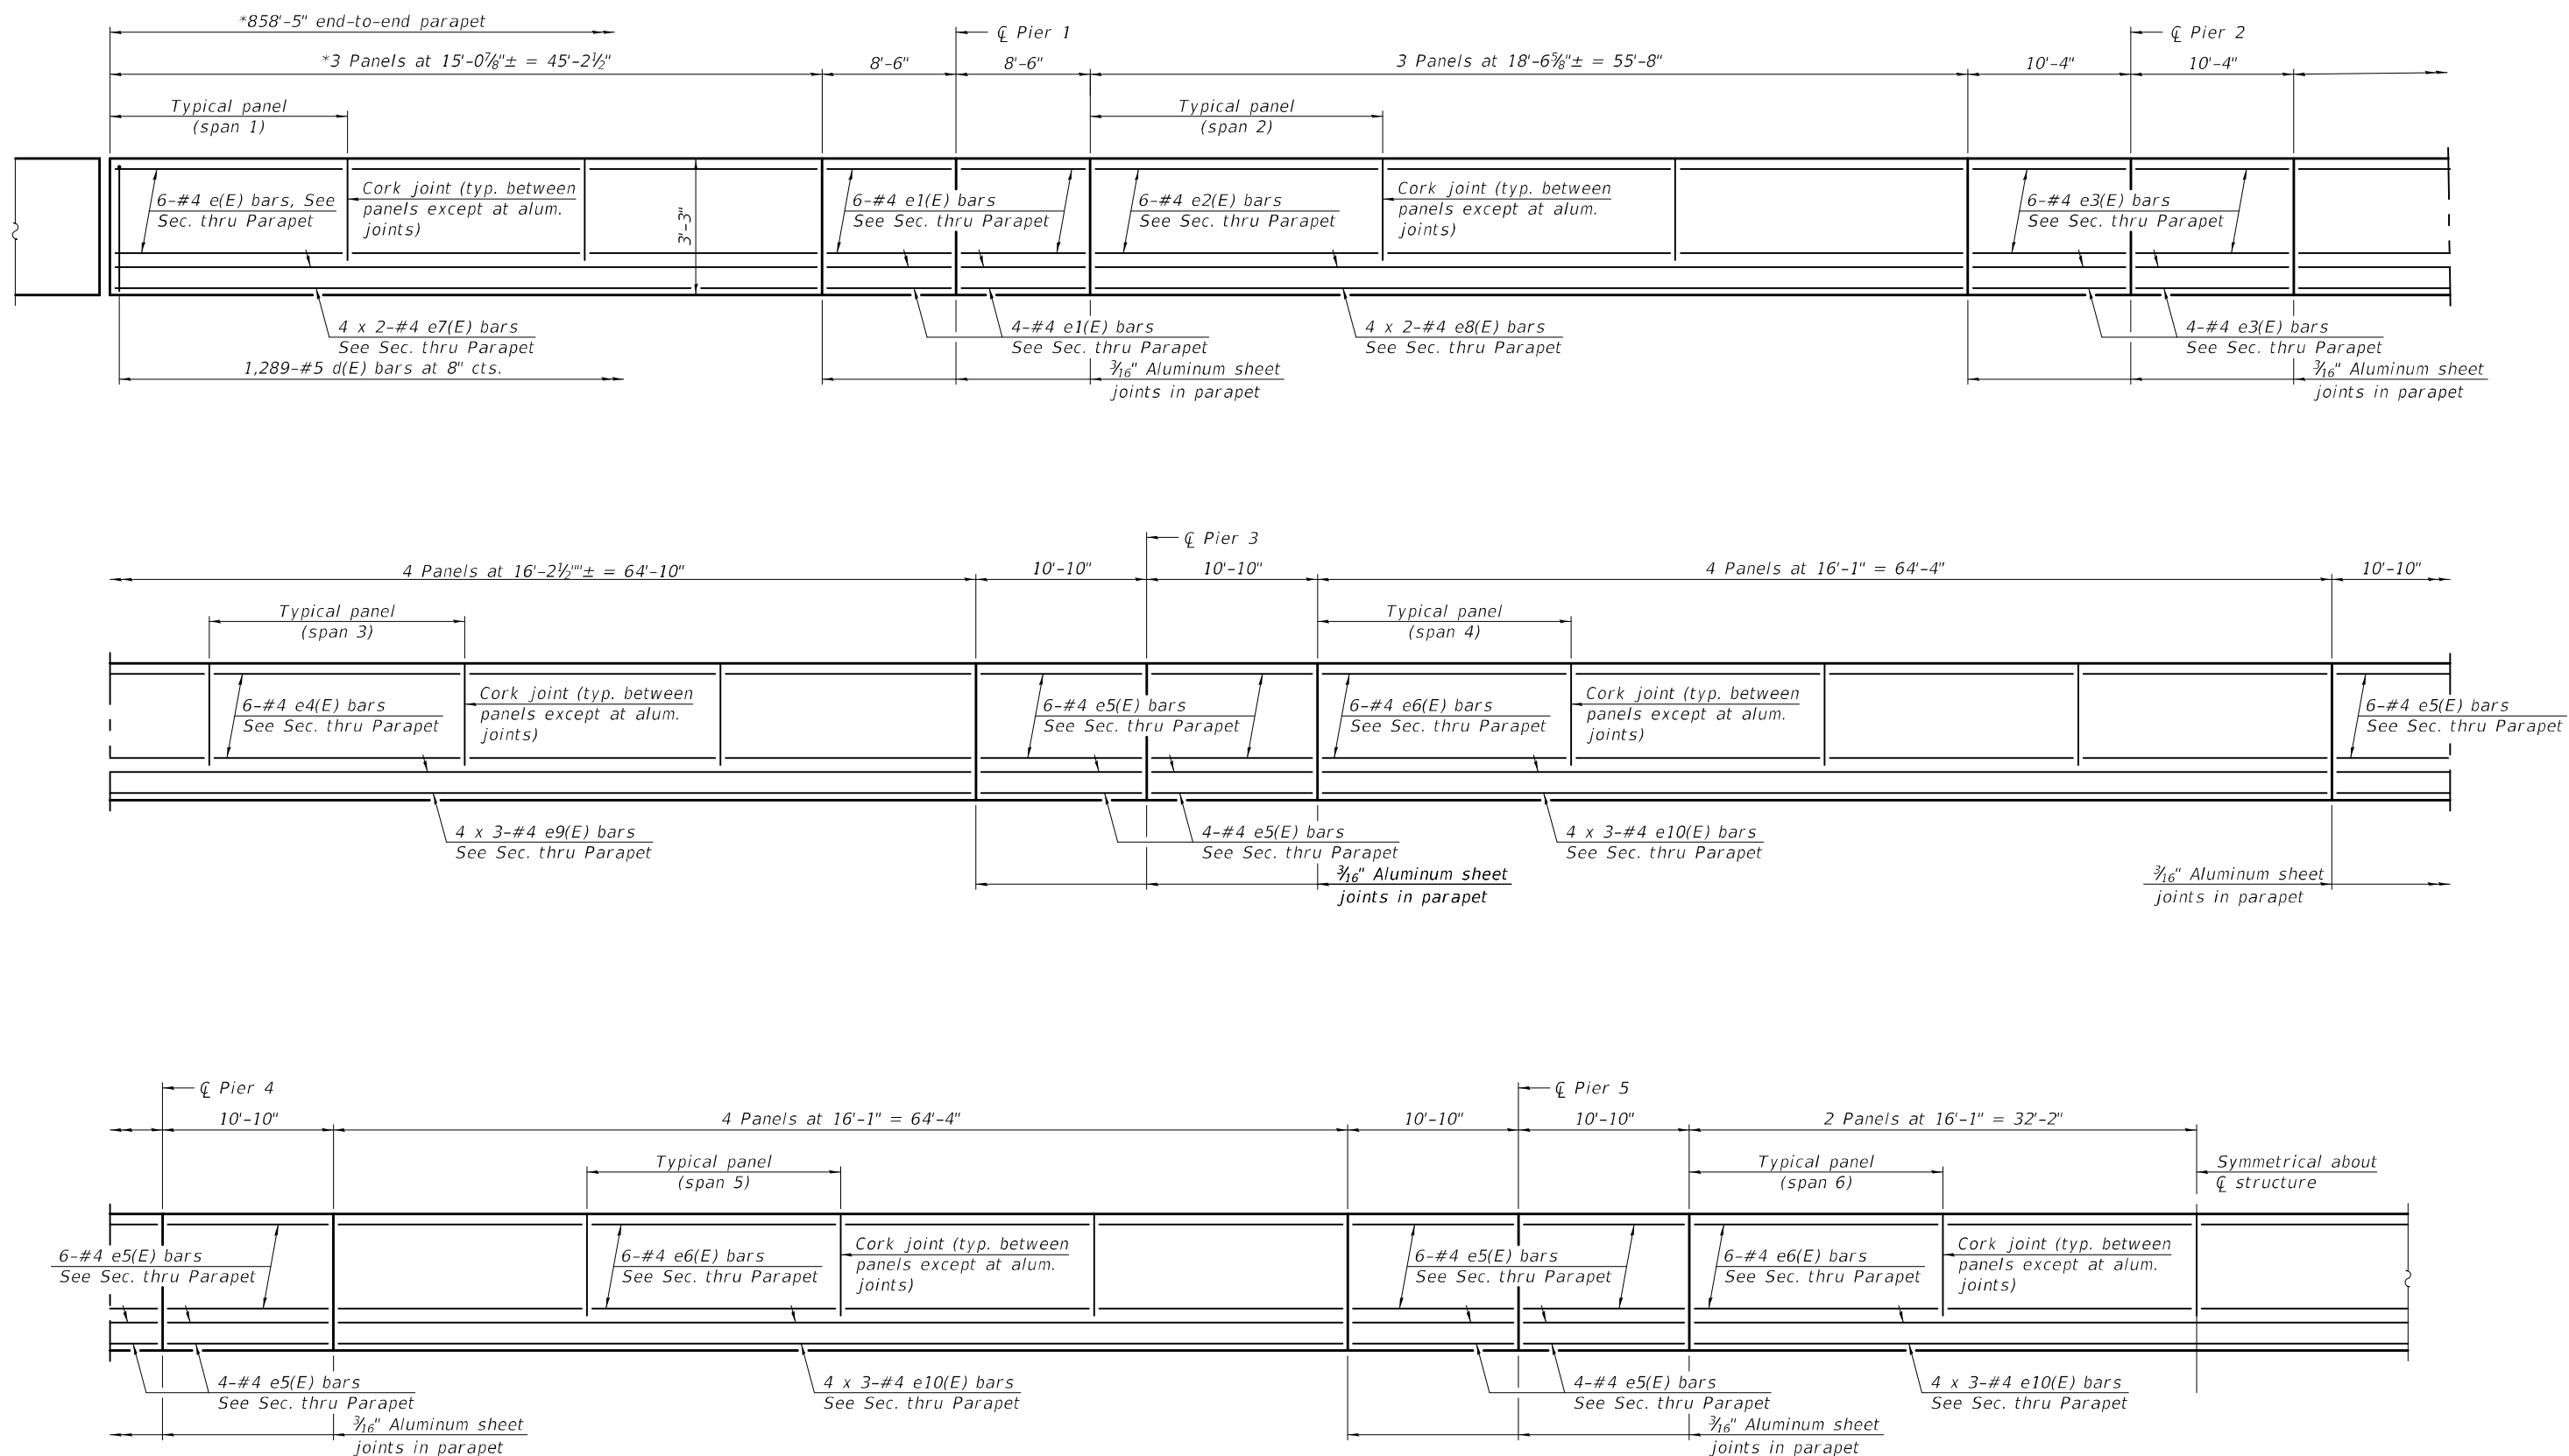 *858'-5" end-to-end parapet
℄ Pier 1
℄ Pier 2
*3 Panels at 15'-0⅞"± = 45'-2½"
8'-6"
8'-6"
3 Panels at 18'-6⅝"± = 55'-8"
10'-4"
10'-4"
Typical panel
(span 1)
Typical panel
(span 2)
6-#4 e(E) bars, See
Sec. thru Parapet
Cork joint (typ. between
panels except at alum.
joints)
3'-3"
6-#4 e1(E) bars
See Sec. thru Parapet
6-#4 e2(E) bars
See Sec. thru Parapet
Cork joint (typ. between
panels except at alum.
joints)
6-#4 e3(E) bars
See Sec. thru Parapet
4 x 2-#4 e7(E) bars
See Sec. thru Parapet
4-#4 e1(E) bars
See Sec. thru Parapet
4 x 2-#4 e8(E) bars
See Sec. thru Parapet
4-#4 e3(E) bars
See Sec. thru Parapet
1,289-#5 d(E) bars at 8" cts.
3/16" Aluminum sheet
joints in parapet
3/16" Aluminum sheet
joints in parapet
℄ Pier 3
4 Panels at 16'-2½""± = 64'-10"
10'-10"
10'-10"
4 Panels at 16'-1" = 64'-4"
10'-10"
Typical panel
(span 3)
Typical panel
(span 4)
6-#4 e4(E) bars
See Sec. thru Parapet
Cork joint (typ. between
panels except at alum.
joints)
6-#4 e5(E) bars
See Sec. thru Parapet
6-#4 e6(E) bars
See Sec. thru Parapet
Cork joint (typ. between
panels except at alum.
joints)
6-#4 e5(E) bars
See Sec. thru Parapet
4 x 3-#4 e9(E) bars
See Sec. thru Parapet
4-#4 e5(E) bars
See Sec. thru Parapet
4 x 3-#4 e10(E) bars
See Sec. thru Parapet
3/16" Aluminum sheet
joints in parapet
3/16" Aluminum sheet
joints in parapet
℄ Pier 4
℄ Pier 5
10'-10"
4 Panels at 16'-1" = 64'-4"
10'-10"
10'-10"
2 Panels at 16'-1" = 32'-2"
Typical panel
(span 5)
Typical panel
(span 6)
Symmetrical about
℄ structure
6-#4 e5(E) bars
See Sec. thru Parapet
6-#4 e6(E) bars
See Sec. thru Parapet
Cork joint (typ. between
panels except at alum.
joints)
6-#4 e5(E) bars
See Sec. thru Parapet
6-#4 e6(E) bars
See Sec. thru Parapet
Cork joint (typ. between
panels except at alum.
joints)
4-#4 e5(E) bars
See Sec. thru Parapet
4 x 3-#4 e10(E) bars
See Sec. thru Parapet
4-#4 e5(E) bars
See Sec. thru Parapet
4 x 3-#4 e10(E) bars
See Sec. thru Parapet
3/16" Aluminum sheet
joints in parapet
3/16" Aluminum sheet
joints in parapet